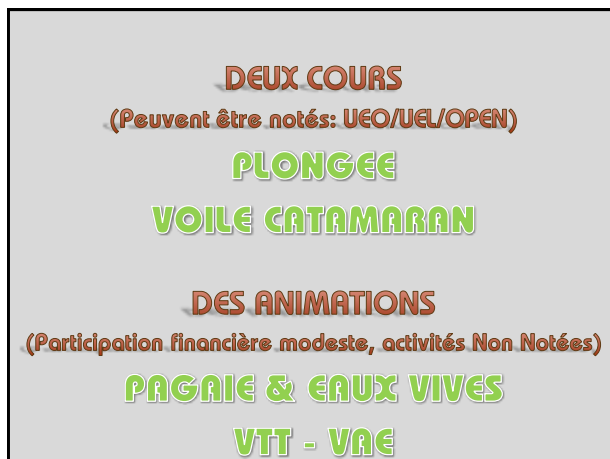 DEUX COURS
(Peuvent être notés: UEO/UEL/OPEN)
PLONGEE
VOILE CATAMARAN
DES ANIMATIONS
(Participation financière modeste, activités Non Notées)
PAGAIE & EAUX VIVES
VTT - VAE